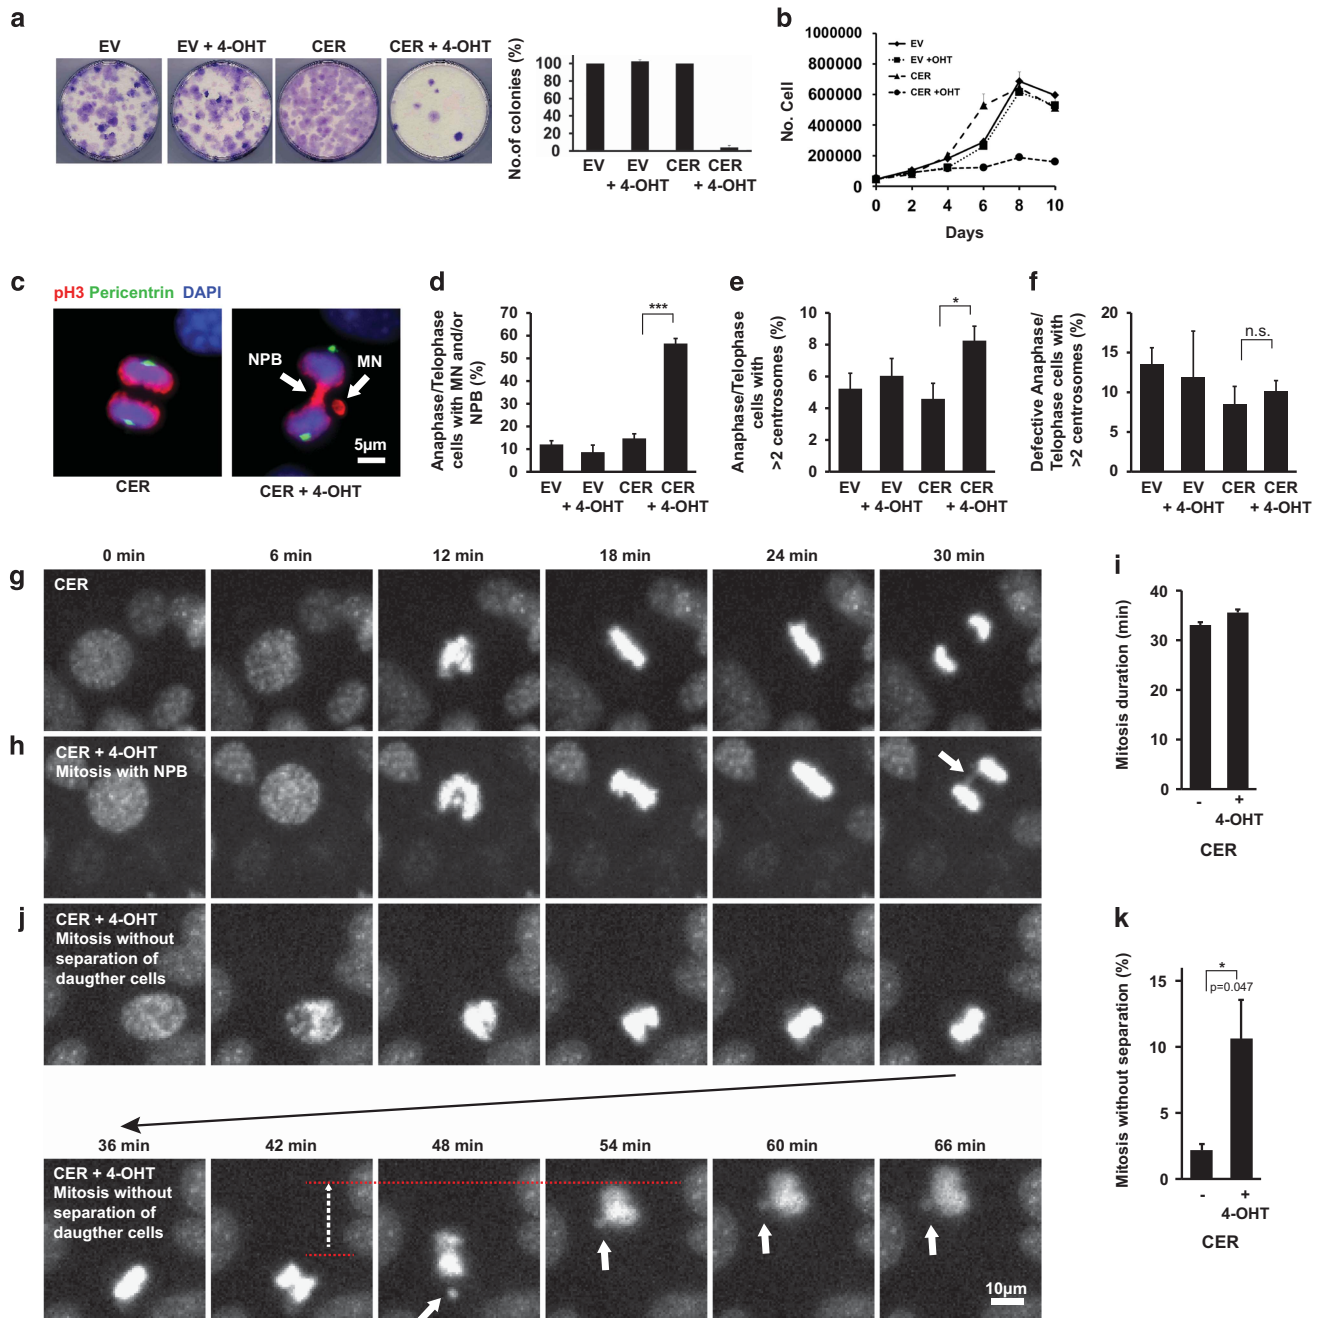 a
EV
EV + 4-OHT
CER
CER + 4-OHT
No.of colonies (%)
100
80
60
40
20
0
EV
EV
CER
CER
+ 4-OHT
+ 4-OHT
b
No. Cell
1000000
800000
600000
400000
200000
0
EV
EV +OHT
CER
CER +OHT
0 2 4 6 8 10
Days
c
pH3 Pericentrin DAPI
NPB
MN
5µm
CER
CER + 4-OHT
d
Anaphase/Telophase
cells with MN and/or
NPB (%)
70
60
50
40
30
20
10
0
***
EV EV CER CER
+ 4-OHT + 4-OHT
e
Anaphase/Telophase
cells with
>2 centrosomes (%)
10
8
6
4
2
0
*
EV EV CER CER
+ 4-OHT + 4-OHT
f
Defective Anaphase/
Telophase cells with
>2 centrosomes (%)
20
15
10
5
0
n.s.
EV EV CER CER
+ 4-OHT + 4-OHT
0 min 6 min 12 min 18 min 24 min 30 min
g
CER
h
CER + 4-OHT
Mitosis with NPB
i
Mitosis duration (min)
40
30
20
10
0
- +
4-OHT
CER
j
CER + 4-OHT
Mitosis without
separation of
daugther cells
36 min 42 min 48 min 54 min 60 min 66 min
CER + 4-OHT
Mitosis without
separation of
daugther cells
10µm
k
Mitosis without separation (%)
15
10
5
0
*
p=0.047
- +
4-OHT
CER